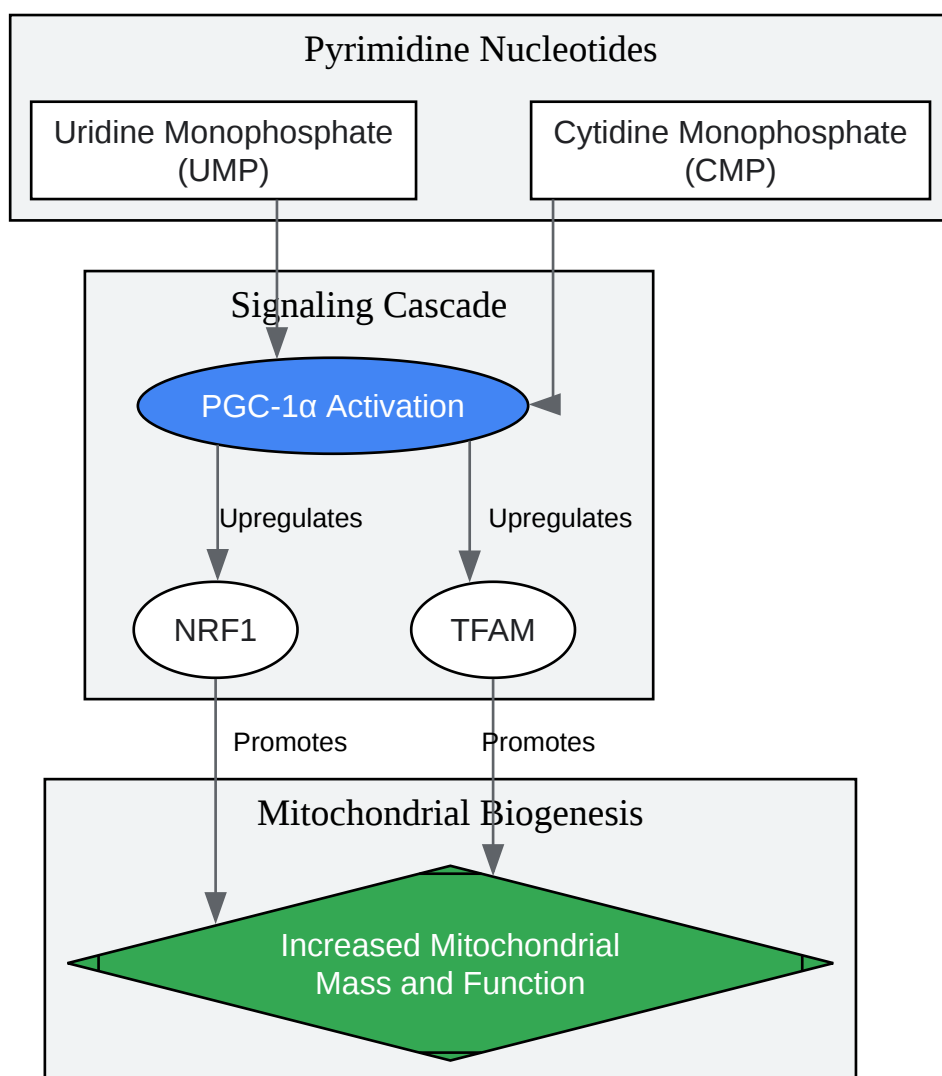 Pyrimidine Nucleotides
Uridine Monophosphate
(UMP)
Cytidine Monophosphate
(CMP)
Signaling Cascade
PGC-1α Activation
Upregulates
Upregulates
NRF1
TFAM
Promotes
Promotes
Mitochondrial Biogenesis
Increased Mitochondrial
Mass and Function